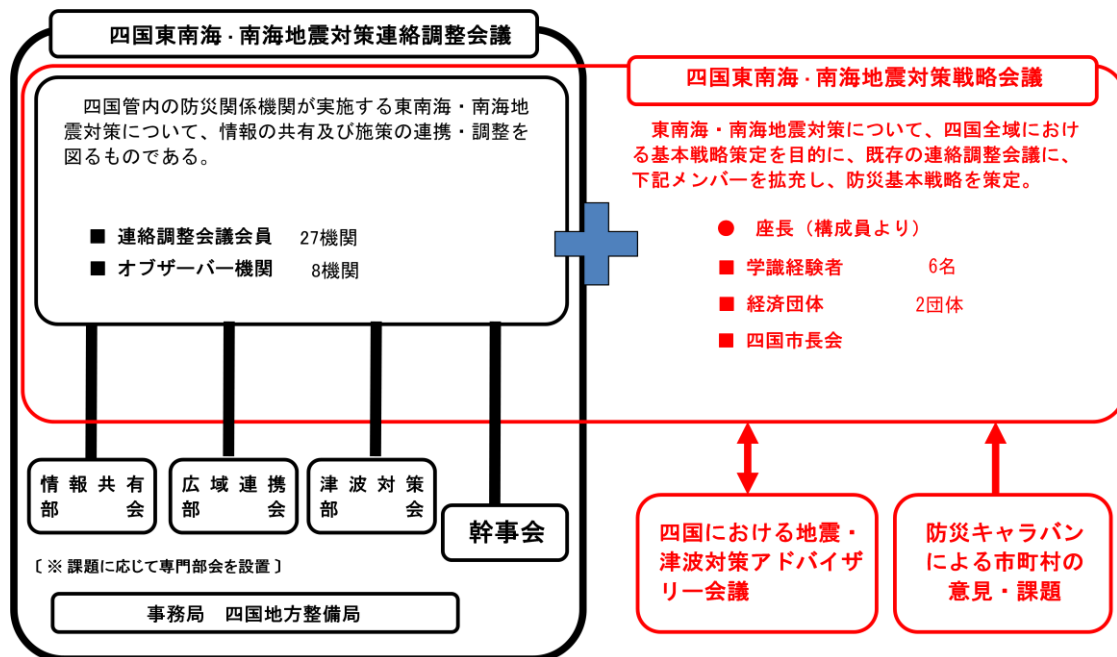 四国東南海・南海地震対策連絡調整会議
四国管内の防災関係機関が実施する東南海・南海地
震対策について、情報の共有及び施策の連携・調整を
図るものである。
■ 連絡調整会議会員 27機関
■ オブザーバー機関 8機関
四国東南海・南海地震対策戦略会議
東南海・南海地震対策について、四国全域におけ
る基本戦略策定を目的に、既存の連絡調整会議に、
下記メンバーを拡充し、防災基本戦略を策定。
● 座長（構成員より）
■ 学識経験者 6名
■ 経済団体 2団体
■ 四国市長会
情報共有
部会
広域連携
部会
津波対策
部会
幹事会
〔 ※ 課題に応じて専門部会を設置 〕
事務局 四国地方整備局
四国における地震・
津波対策アドバイザ
リー会議
防災キャラバン
による市町村の
意見・課題